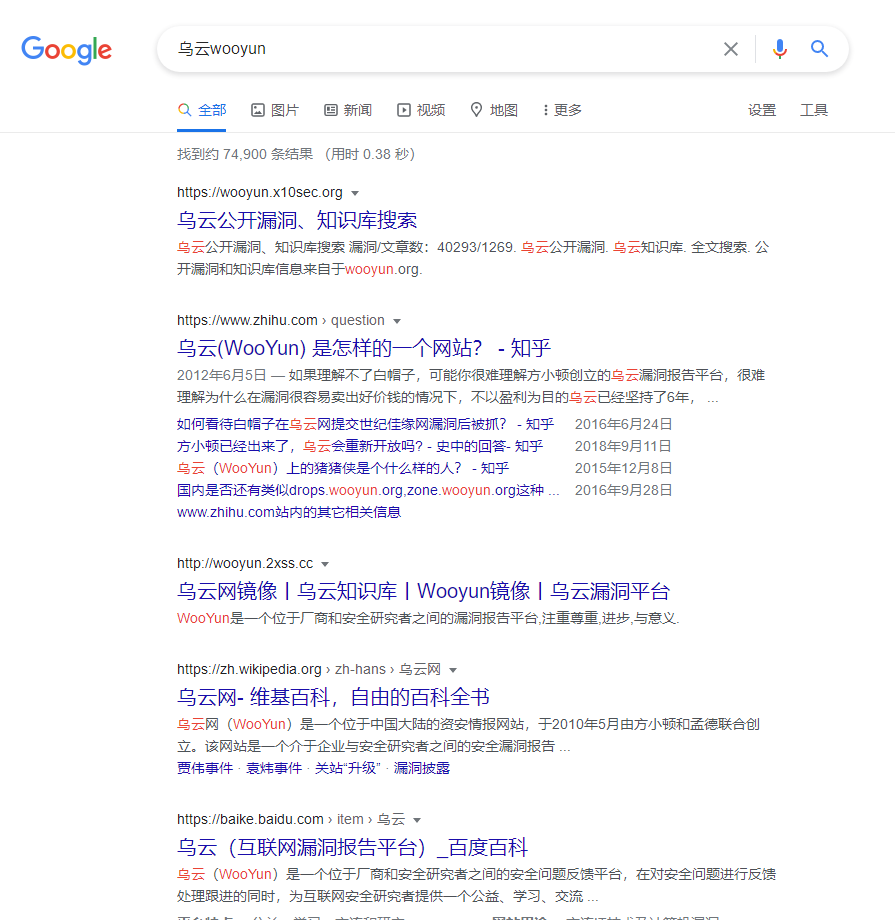 Google
乌云wooyun
全部 图片 新闻 视频 地图 更多 设置 工具
找到约 74,900 条结果 （用时 0.38 秒）
https://wooyun.x10sec.org
乌云公开漏洞、知识库搜索
乌云公开漏洞、知识库搜索 漏洞/文章数：40293/1269. 乌云公开漏洞. 乌云知识库. 全文搜索. 公
开漏洞和知识库信息来自于wooyun.org.
https://www.zhihu.com › question
乌云(WooYun) 是怎样的一个网站？ - 知乎
2012年6月5日 — 如果理解不了白帽子，可能你很难理解方小顿创立的乌云漏洞报告平台，很难
理解为什么在漏洞很容易卖出好价钱的情况下，不以盈利为目的乌云已经坚持了6年， ...
如何看待白帽子在乌云网提交世纪佳缘网漏洞后被抓？ - 知乎 2016年6月24日
方小顿已经出来了，乌云会重新开放吗? - 史中的回答- 知乎 2018年9月11日
乌云（WooYun）上的猪猪侠是个什么样的人？ - 知乎 2015年12月8日
国内是否还有类似drops.wooyun.org,zone.wooyun.org这种 ... 2016年9月28日
www.zhihu.com站内的其它相关信息
http://wooyun.2xss.cc
乌云网镜像丨乌云知识库丨Wooyun镜像丨乌云漏洞平台
WooYun是一个位于厂商和安全研究者之间的漏洞报告平台,注重尊重,进步,与意义.
https://zh.wikipedia.org › zh-hans › 乌云网
乌云网- 维基百科，自由的百科全书
乌云网（WooYun）是一个位于中国大陆的资安情报网站，于2010年5月由方小顿和孟德联合创
立。该网站是一个介于企业与安全研究者之间的安全漏洞报告 ...
贾伟事件 · 袁炜事件 · 关站“升级” · 漏洞披露
https://baike.baidu.com › item › 乌云
乌云（互联网漏洞报告平台）_百度百科
乌云（WooYun）是一个位于厂商和安全研究者之间的安全问题反馈平台，在对安全问题进行反馈
处理跟进的同时，为互联网安全研究者提供一个公益、学习、交流 ...